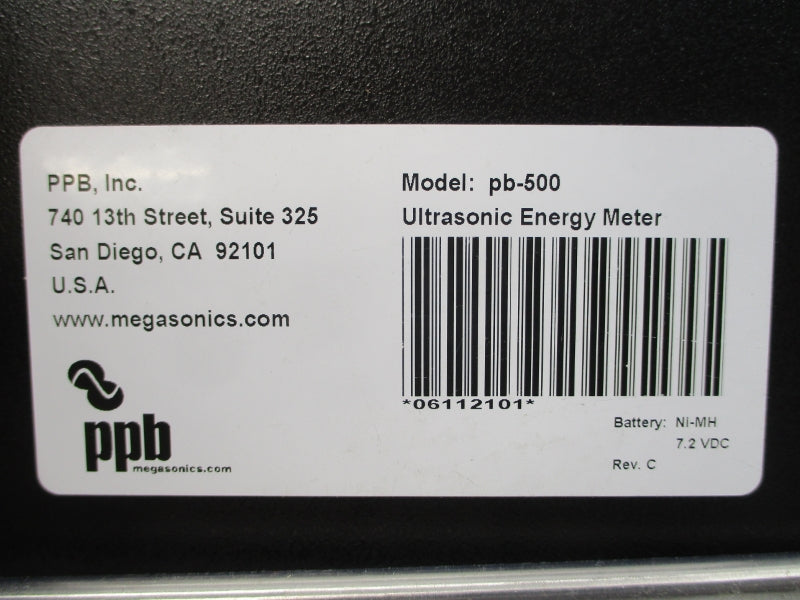 PPB, Inc.
740 13th Street, Suite 325
San Diego, CA 92101
U.S.A.
www.megasonics.com
ppb
megasonics.com
Model: pb-500
Ultrasonic Energy Meter
*06112101*
Battery: Ni-MH
7.2 VDC
Rev. C